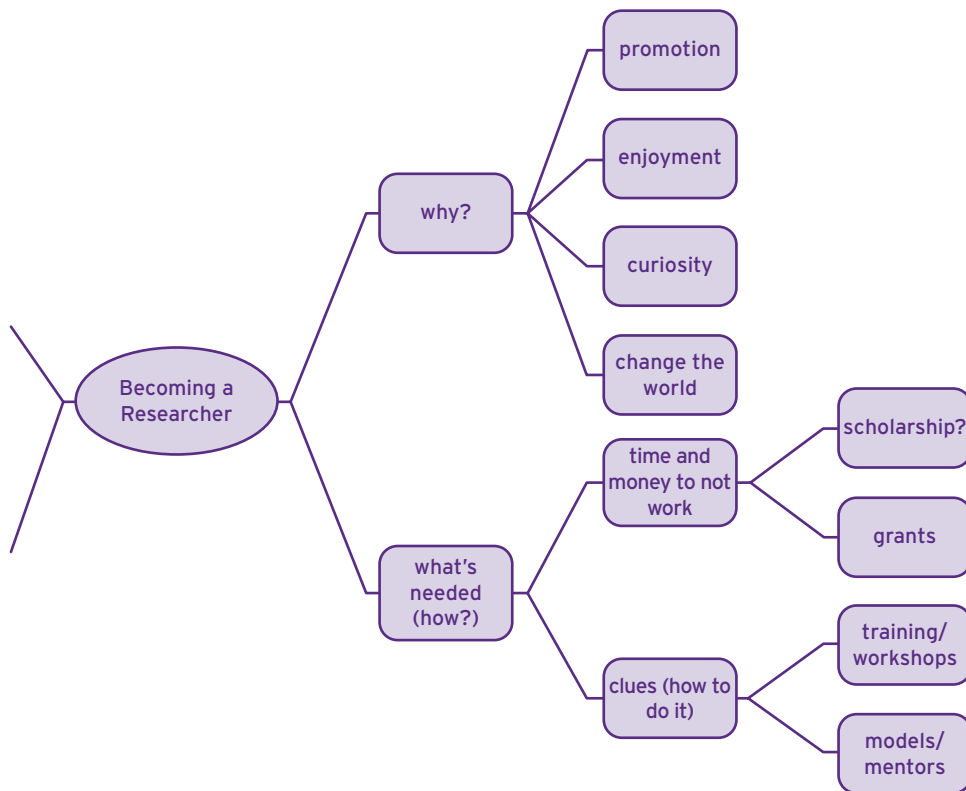 Becoming a
Researcher
why?
promotion
enjoyment
curiosity
change the
world
what's
needed
(how?)
time and
money to not
work
scholarship?
grants
clues (how to
do it)
training/
workshops
models/
mentors